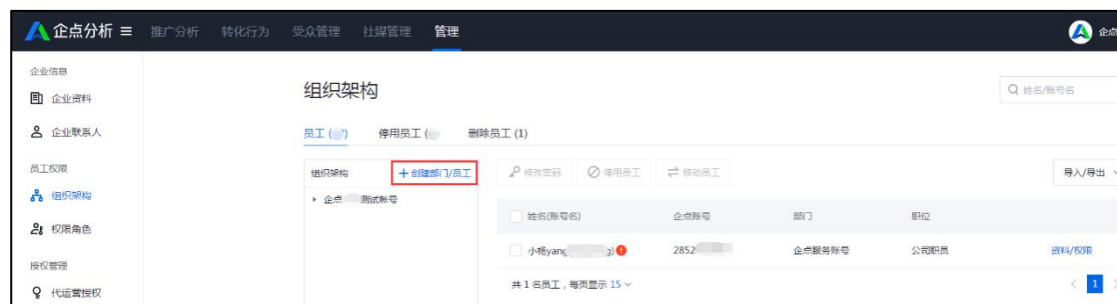 企点分析 推广分析 转化行为 受众管理 社媒管理 管理 企点
企业信息
企业资料
企业联系人
员工权限
组织架构
权限角色
授权管理
代运营授权
组织架构
姓名/账号名
员工 ( ) 停用员工 ( 删除员工 (1)
组织架构 +创建部门/员工 修改密码 停用员工 移动员工 导入/导出
企点 测试账号
姓名(账号名) 企点账号 部门 职位
小杨yang g) 2852 企点服务账号 公司职员 资料/权限
共 1 名员工，每页显示 15 1